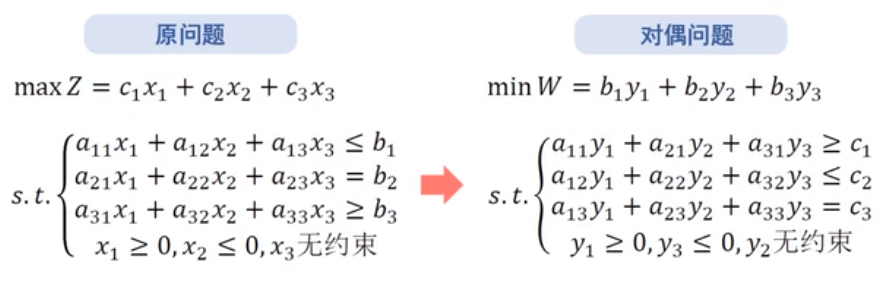 原问题
max Z = c₁x₁ + c₂x₂ + c₃x₃
s.t. { a₁₁x₁ + a₁₂x₂ + a₁₃x₃ ≤ b₁
a₂₁x₁ + a₂₂x₂ + a₂₃x₃ = b₂
a₃₁x₁ + a₃₂x₂ + a₃₃x₃ ≥ b₃
x₁ ≥ 0, x₂ ≤ 0, x₃无约束
对偶问题
min W = b₁y₁ + b₂y₂ + b₃y₃
s.t. { a₁₁y₁ + a₂₁y₂ + a₃₁y₃ ≥ c₁
a₁₂y₁ + a₂₂y₂ + a₃₂y₃ ≤ c₂
a₁₃y₁ + a₂₃y₂ + a₃₃y₃ = c₃
y₁ ≥ 0, y₃ ≤ 0, y₂无约束